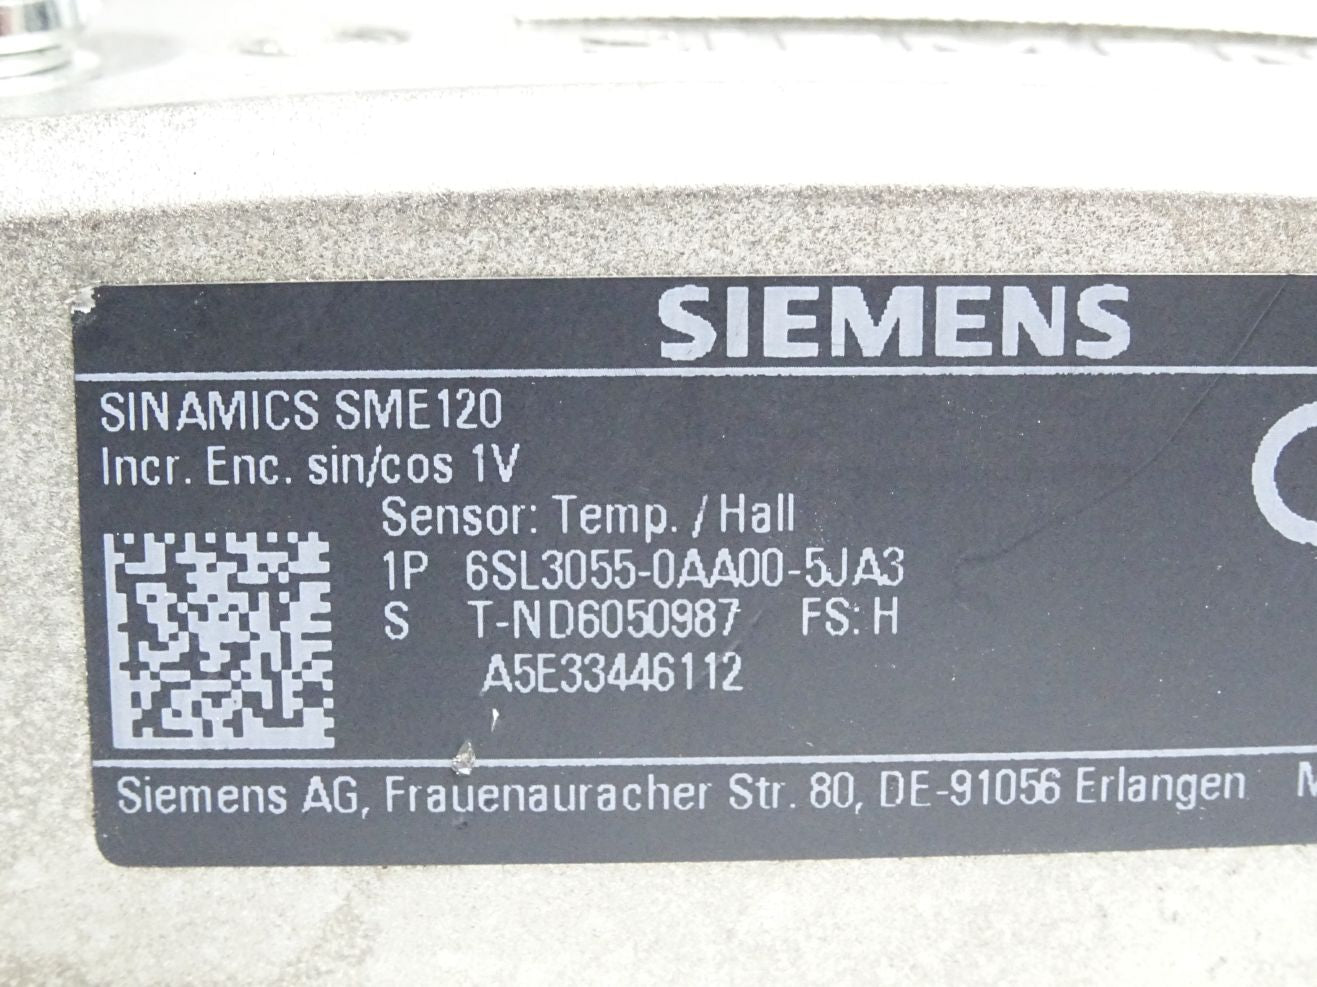 SIEMENS
SINAMICS SME120
Incr. Enc. sin/cos 1V
Sensor: Temp. / Hall
1P 6SL3055-0AA00-5JA3
S T-ND6050987 FS: H
A5E33446112
Siemens AG, Frauenauracher Str. 80, DE-91056 Erlangen